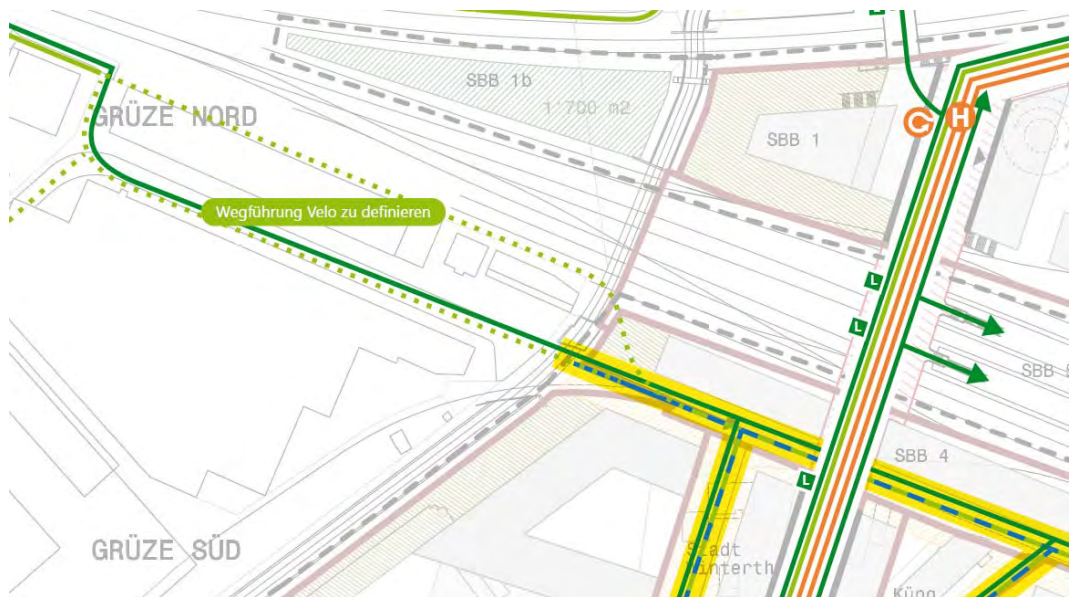 L
SBB 1b
1 700 m2
GRÜZE NORD
H
SBB 1
Wegführung Velo zu definieren
L
L
SBB
SBB 4
L
GRÜZE SÜD
Stadt
Winterth
Küng